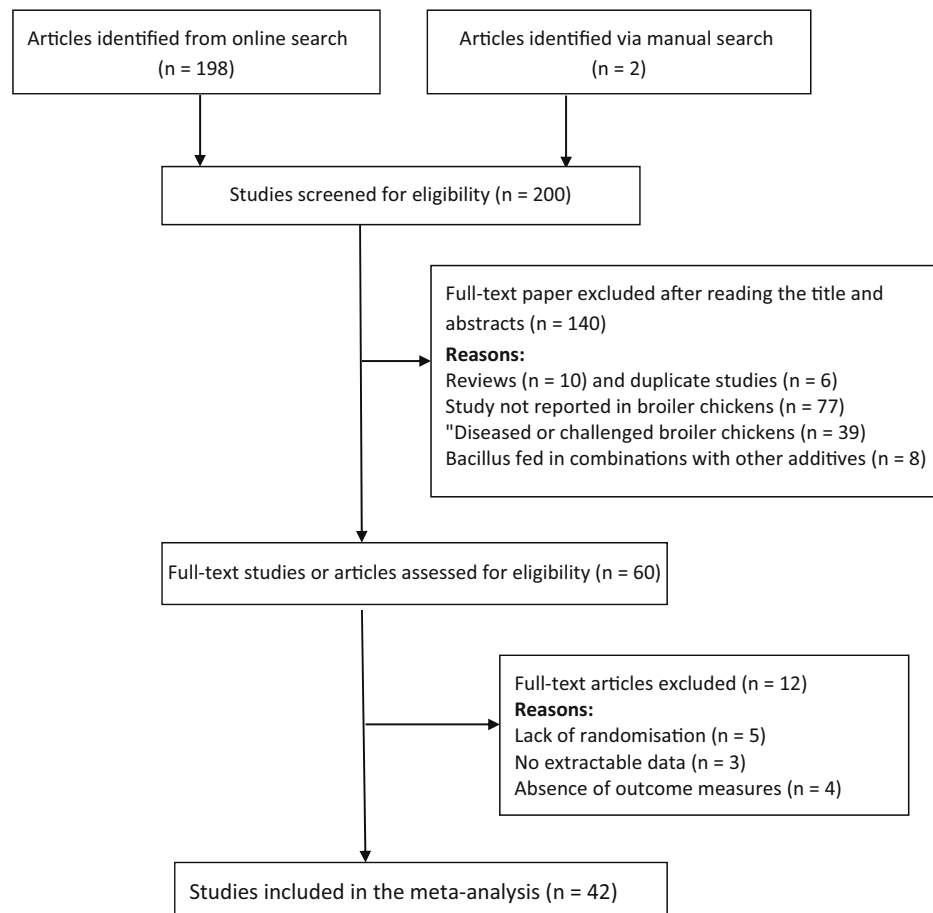 Articles identified from online search
(n = 198)
Articles identified via manual search
(n = 2)
Studies screened for eligibility (n = 200)
Full-text paper excluded after reading the title and
abstracts (n = 140)
Reasons:
Reviews (n = 10) and duplicate studies (n = 6)
Study not reported in broiler chickens (n = 77)
"Diseased or challenged broiler chickens (n = 39)
Bacillus fed in combinations with other additives (n = 8)
Full-text studies or articles assessed for eligibility (n = 60)
Full-text articles excluded (n = 12)
Reasons:
Lack of randomisation (n = 5)
No extractable data (n = 3)
Absence of outcome measures (n = 4)
Studies included in the meta-analysis (n = 42)